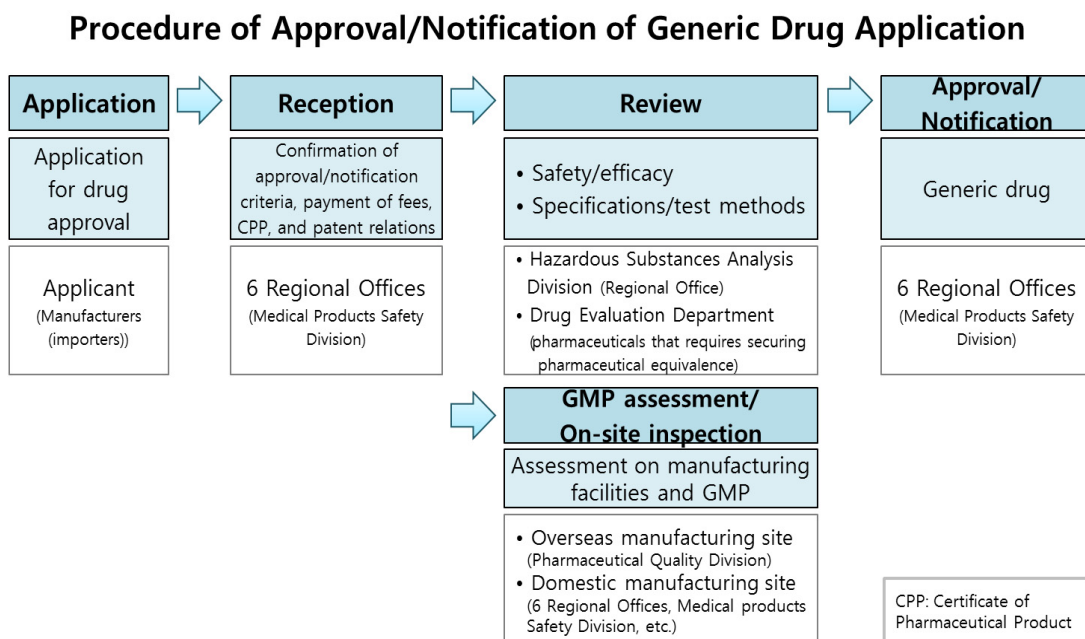 Procedure of Approval/Notification of Generic Drug Application
Application
Application
for drug
approval
Applicant
(Manufacturers
(importers))
Reception
Confirmation of
approval/notification
criteria, payment of fees,
CPP, and patent relations
6 Regional Offices
(Medical Products Safety
Division)
Review
• Safety/efficacy
• Specifications/test methods
• Hazardous Substances Analysis
Division (Regional Office)
• Drug Evaluation Department
(pharmaceuticals that requires securing
pharmaceutical equivalence)
GMP assessment/
On-site inspection
Assessment on manufacturing
facilities and GMP
• Overseas manufacturing site
(Pharmaceutical Quality Division)
• Domestic manufacturing site
(6 Regional Offices, Medical products
Safety Division, etc.)
Approval/
Notification
Generic drug
6 Regional Offices
(Medical Products Safety
Division)
CPP: Certificate of
Pharmaceutical Product